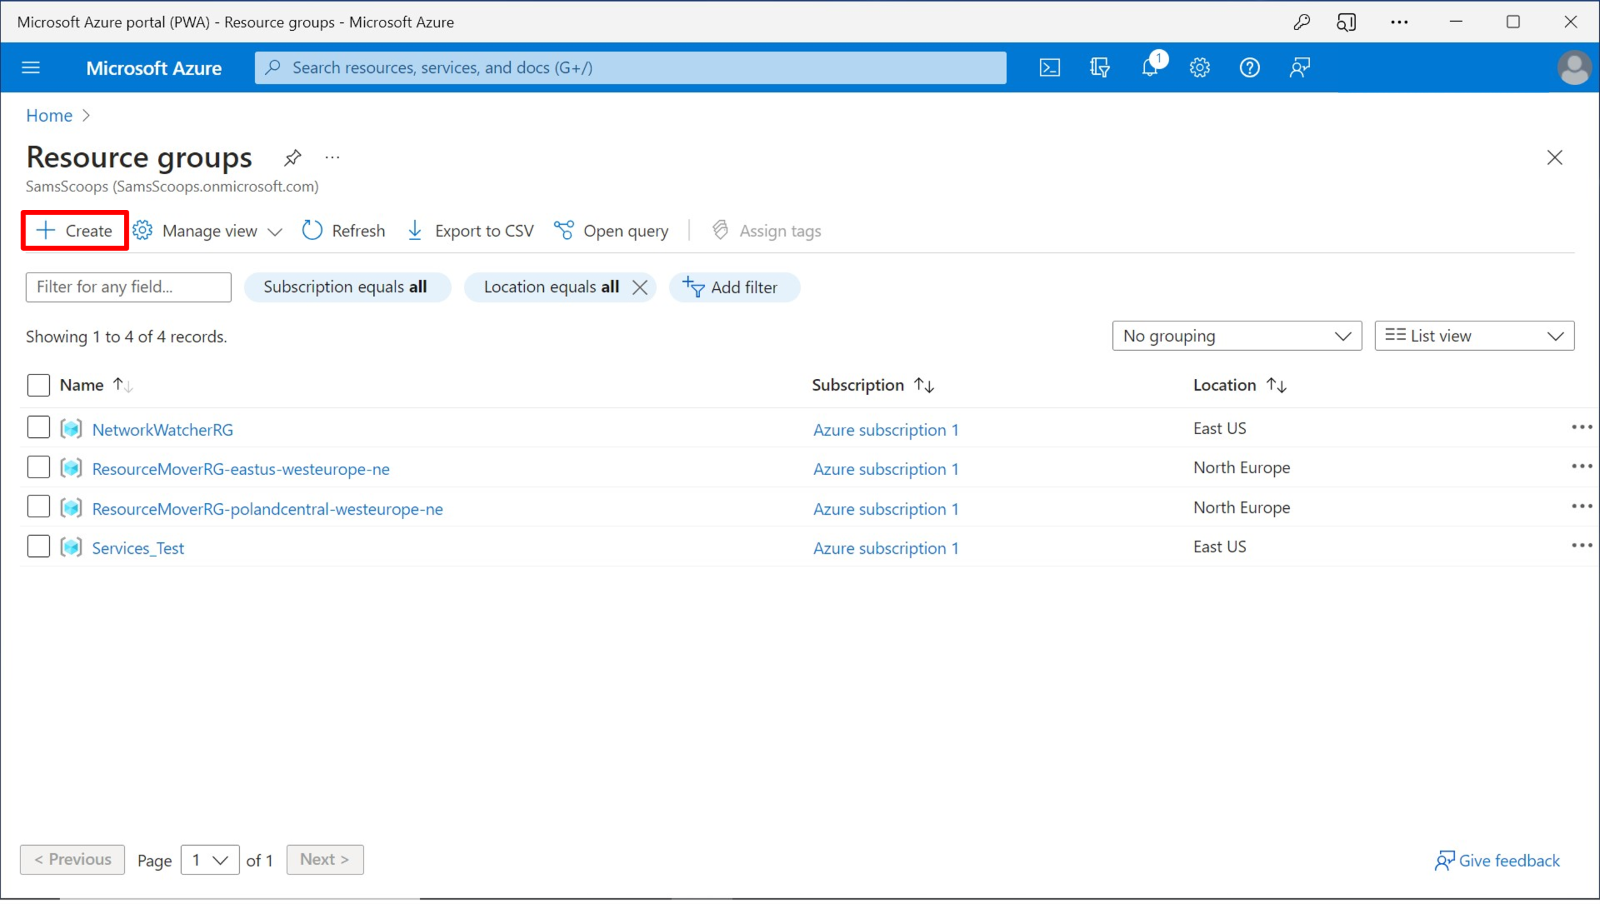 Microsoft Azure portal (PWA) - Resource groups - Microsoft Azure
Microsoft Azure
Search resources, services, and docs (G+/)
1
Home
Resource groups
SamsScoops (SamsScoops.onmicrosoft.com)
Create Manage view Refresh Export to CSV Open query Assign tags
Filter for any field... Subscription equals all Location equals all Add filter
Showing 1 to 4 of 4 records. No grouping List view
Name Subscription Location
NetworkWatcherRG Azure subscription 1 East US
ResourceMoverRG-eastus-westeurope-ne Azure subscription 1 North Europe
ResourceMoverRG-polandcentral-westeurope-ne Azure subscription 1 North Europe
Services_Test Azure subscription 1 East US
< Previous Page 1 of 1 Next > Give feedback